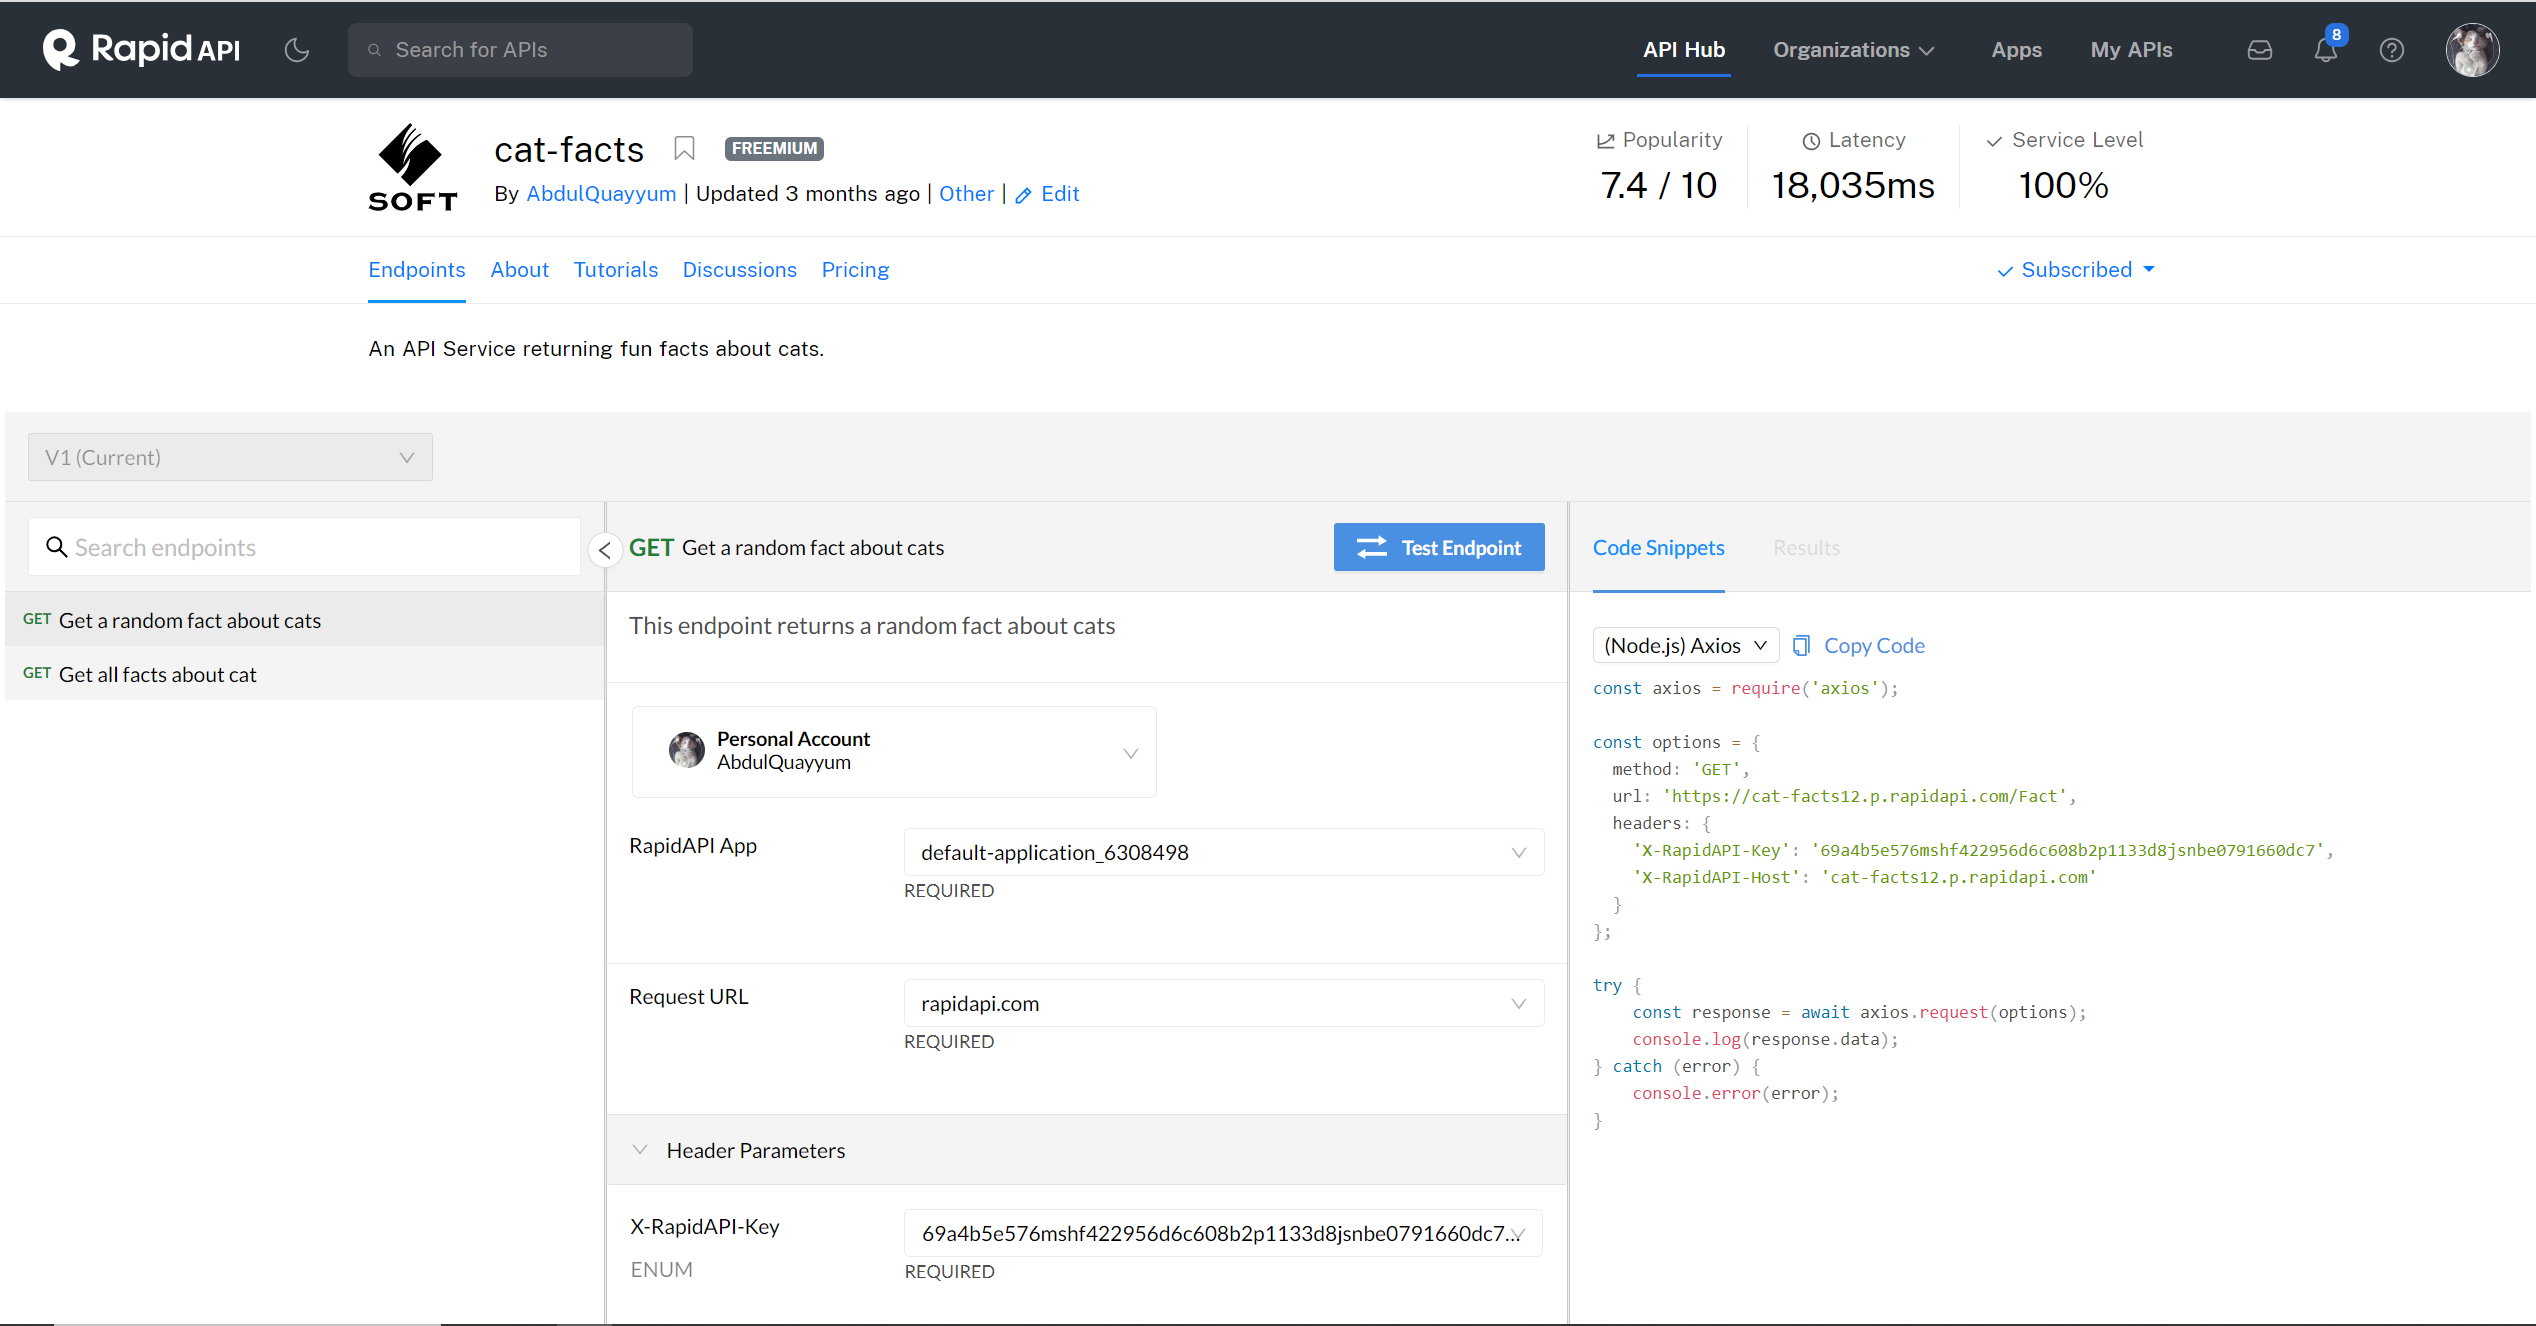 Rapid API
Search for APIs
API Hub
Organizations
Apps
My APIs
8
SOFT
cat-facts
FREEMIUM
By AbdulQuayyum | Updated 3 months ago | Other | Edit
Popularity
7.4 / 10
Latency
18,035ms
Service Level
100%
Endpoints
About
Tutorials
Discussions
Pricing
Subscribed
An API Service returning fun facts about cats.
V1 (Current)
Search endpoints
GET Get a random fact about cats
GET Get all facts about cat
GET Get a random fact about cats
Test Endpoint
This endpoint returns a random fact about cats
Personal Account
AbdulQuayyum
RapidAPI App
default-application_6308498
REQUIRED
Request URL
rapidapi.com
REQUIRED
Header Parameters
X-RapidAPI-Key
69a4b5e576mshf422956d6c608b2p1133d8jsnbe0791660dc7...
ENUM
REQUIRED
Code Snippets
Results
(Node.js) Axios
Copy Code
const axios = require('axios');
const options = {
method: 'GET',
url: 'https://cat-facts12.p.rapidapi.com/Fact',
headers: {
'X-RapidAPI-Key': '69a4b5e576mshf422956d6c608b2p1133d8jsnbe0791660dc7',
'X-RapidAPI-Host': 'cat-facts12.p.rapidapi.com'
}
};
try {
const response = await axios.request(options);
console.log(response.data);
} catch (error) {
console.error(error);
}